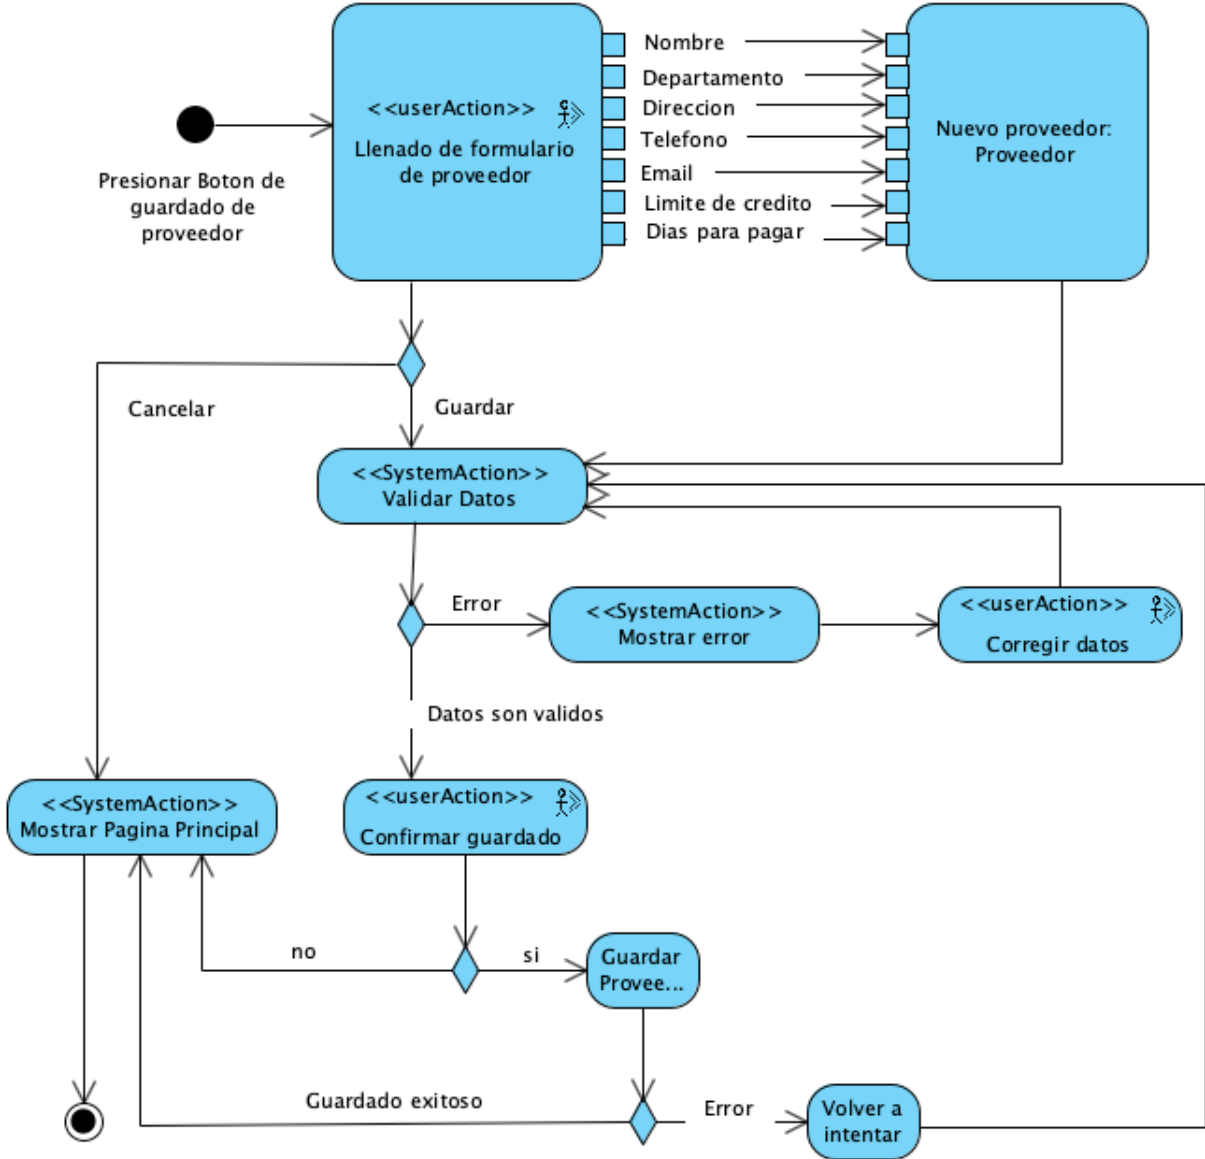 Nombre
Departamento
<<userAction>>
Direccion
Llenado de formulario
de proveedor
Telefono
Email
Limite de credito
Dias para pagar
Nuevo proveedor:
Proveedor
Presionar Boton de
guardado de
proveedor
Cancelar
Guardar
<<SystemAction>>
Validar Datos
Error
<<SystemAction>>
Mostrar error
<<userAction>>
Corregir datos
Datos son validos
<<SystemAction>>
Mostrar Pagina Principal
<<userAction>>
Confirmar guardado
no
si
Guardar
Provee...
Guardado exitoso
Error
Volver a
intentar